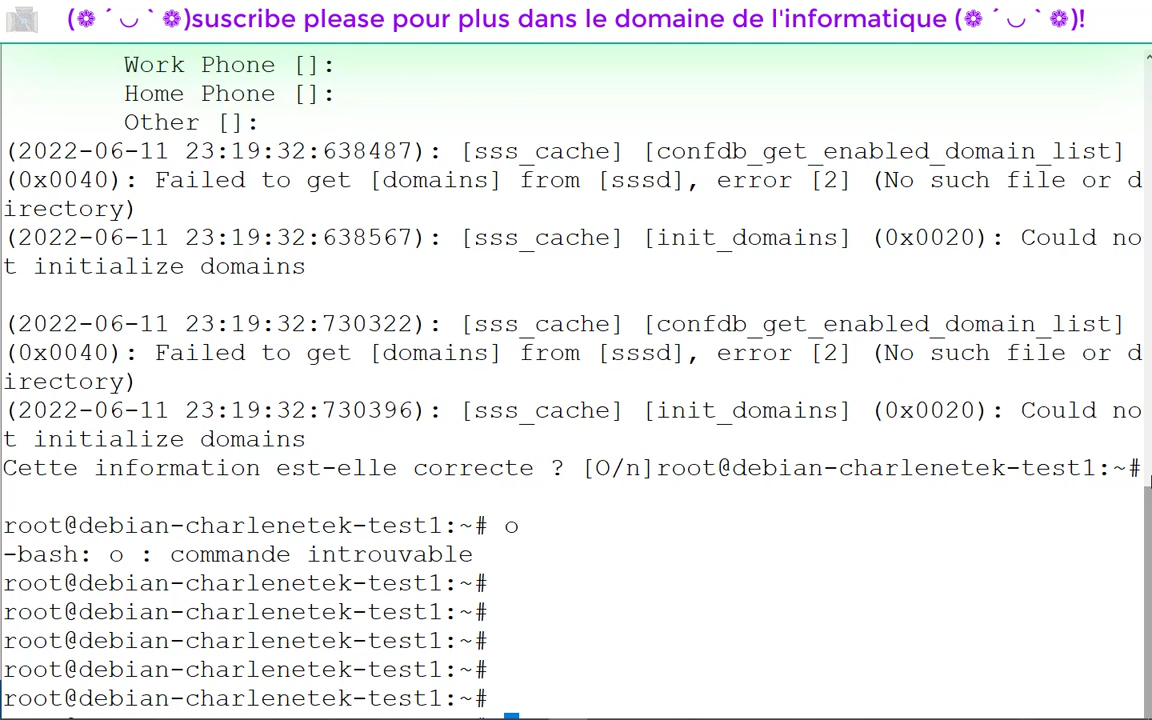 (❁´◡`❁)suscribe please pour plus dans le domaine de l'informatique (❁´◡`❁)!
Work Phone []:
Home Phone []:
Other []:
(2022-06-11 23:19:32:638487): [sss_cache] [confdb_get_enabled_domain_list]
(0x0040): Failed to get [domains] from [sssd], error [2] (No such file or d
irectory)
(2022-06-11 23:19:32:638567): [sss_cache] [init_domains] (0x0020): Could no
t initialize domains
(2022-06-11 23:19:32:730322): [sss_cache] [confdb_get_enabled_domain_list]
(0x0040): Failed to get [domains] from [sssd], error [2] (No such file or d
irectory)
(2022-06-11 23:19:32:730396): [sss_cache] [init_domains] (0x0020): Could no
t initialize domains
Cette information est-elle correcte ? [O/n]root@debian-charlenetek-test1:~#
root@debian-charlenetek-test1:~# o
-bash: o : commande introuvable
root@debian-charlenetek-test1:~#
root@debian-charlenetek-test1:~#
root@debian-charlenetek-test1:~#
root@debian-charlenetek-test1:~#
root@debian-charlenetek-test1:~#